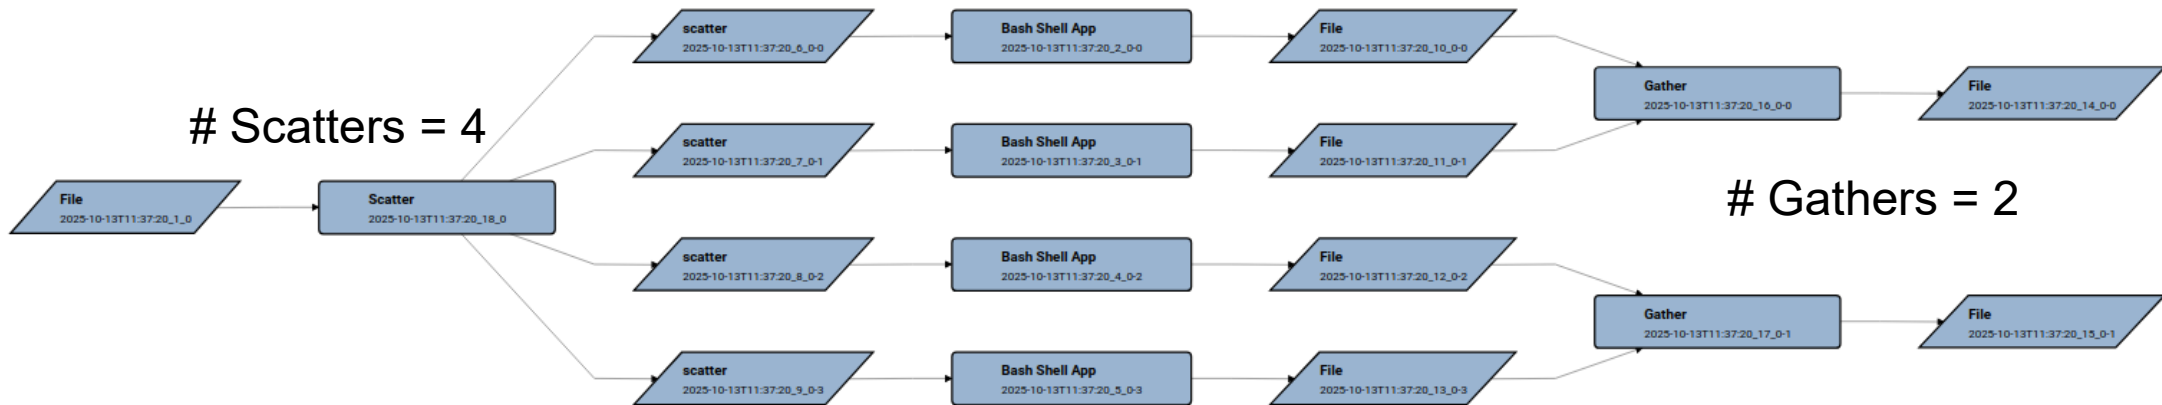 # Scatters = 4
File
2025-10-13T11:37:20_1_0
Scatter
2025-10-13T11:37:20_18_0
scatter
2025-10-13T11:37:20_6_0-0
Bash Shell App
2025-10-13T11:37:20_2_0-0
File
2025-10-13T11:37:20_10_0-0
scatter
2025-10-13T11:37:20_7_0-1
Bash Shell App
2025-10-13T11:37:20_3_0-1
File
2025-10-13T11:37:20_11_0-1
scatter
2025-10-13T11:37:20_8_0-2
Bash Shell App
2025-10-13T11:37:20_4_0-2
File
2025-10-13T11:37:20_12_0-2
scatter
2025-10-13T11:37:20_9_0-3
Bash Shell App
2025-10-13T11:37:20_5_0-3
File
2025-10-13T11:37:20_13_0-3
Gather
2025-10-13T11:37:20_16_0-0
File
2025-10-13T11:37:20_14_0-0
# Gathers = 2
Gather
2025-10-13T11:37:20_17_0-1
File
2025-10-13T11:37:20_15_0-1